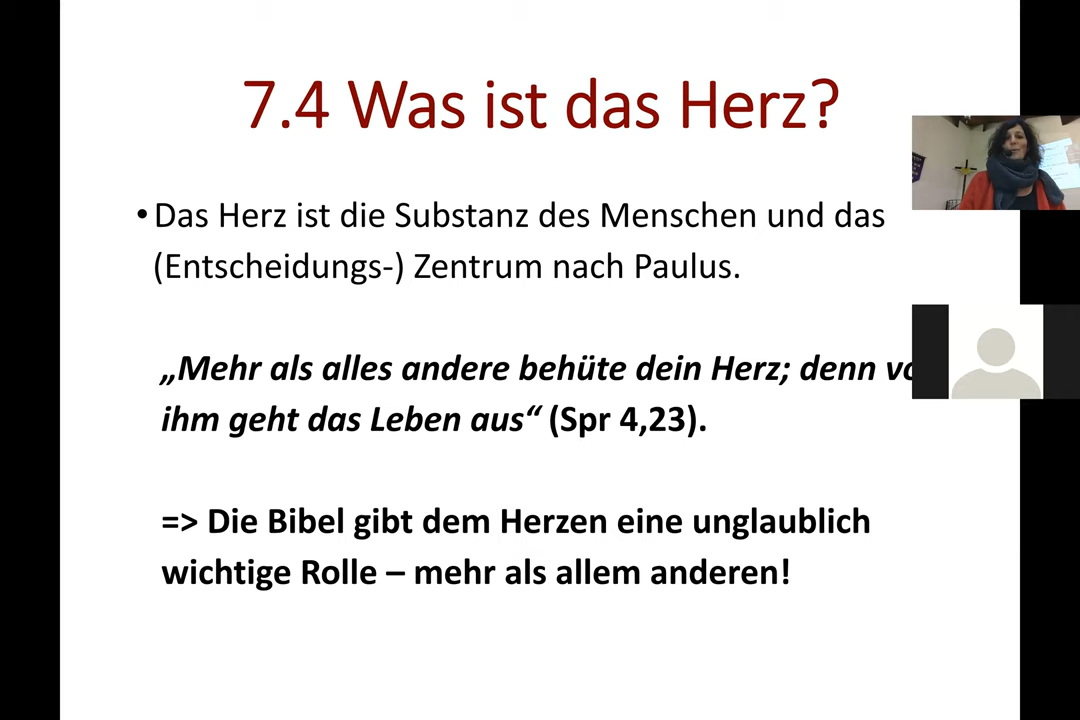 7.4 Was ist das Herz?
• Das Herz ist die Substanz des Menschen und das
(Entscheidungs-) Zentrum nach Paulus.
„Mehr als alles andere behüte dein Herz; denn
ihm geht das Leben aus“ (Spr 4,23).
=> Die Bibel gibt dem Herzen eine unglaublich
wichtige Rolle – mehr als allem anderen!